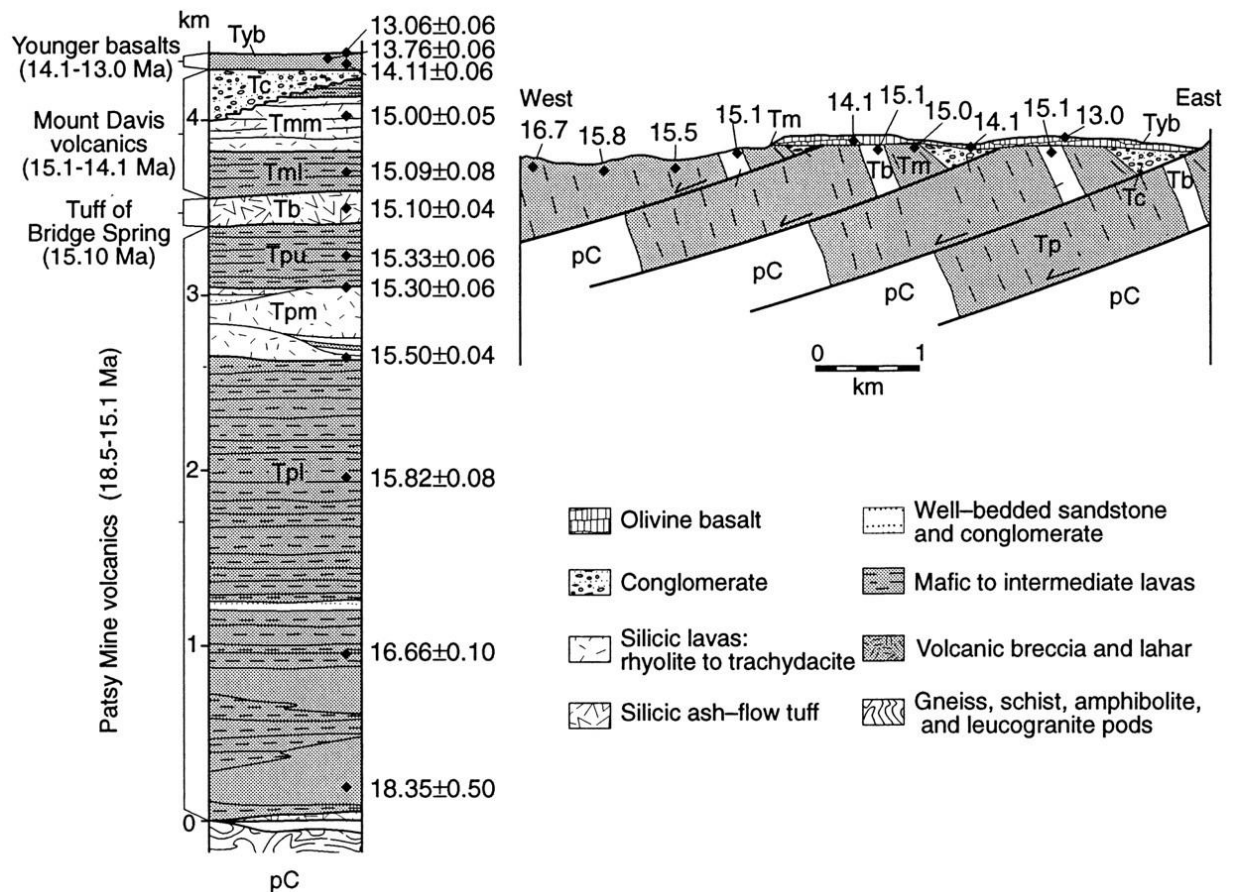 km
Tyb
13.06±0.06
13.76±0.06
14.11±0.06
Younger basalts
(14.1-13.0 Ma)
Tc
4
Tmm
15.00±0.05
Mount Davis
volcanics
(15.1-14.1 Ma)
Tml
15.09±0.08
Tb
15.10±0.04
Tuff of
Bridge Spring
(15.10 Ma)
Tpu
15.33±0.06
15.30±0.06
3
Tpm
15.50±0.04
Patsy Mine volcanics (18.5-15.1 Ma)
2
Tpl
15.82±0.08
1
16.66±0.10
18.35±0.50
0
pC
West
East
16.7
15.8
15.5
15.1
Tm
14.1
15.1
15.0
14.1
15.1
13.0
Tyb
Tb
Tm
Tc
Tb
Tp
pC
pC
pC
pC
0 1
km
Olivine basalt
Conglomerate
Silicic lavas:
rhyolite to trachydacite
Silicic ash–flow tuff
Well–bedded sandstone
and conglomerate
Mafic to intermediate lavas
Volcanic breccia and lahar
Gneiss, schist, amphibolite,
and leucogranite pods